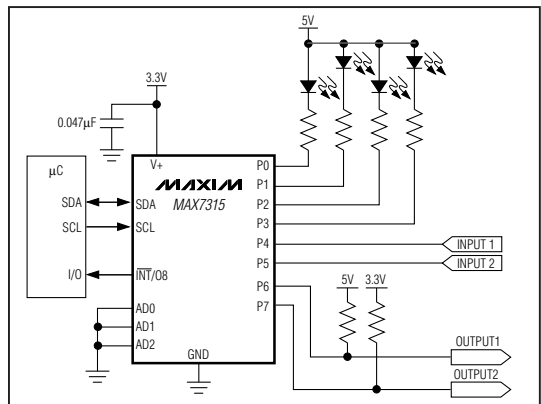 5V
3.3V
0.047µF
µC
V+
P0
MAXIM
P1
SDA
SDA
MAX7315
P2
SCL
SCL
P3
P4
INPUT 1
P5
INPUT 2
I/O
INT/O8
P6
5V
3.3V
P7
AD0
AD1
AD2
GND
OUTPUT1
OUTPUT2